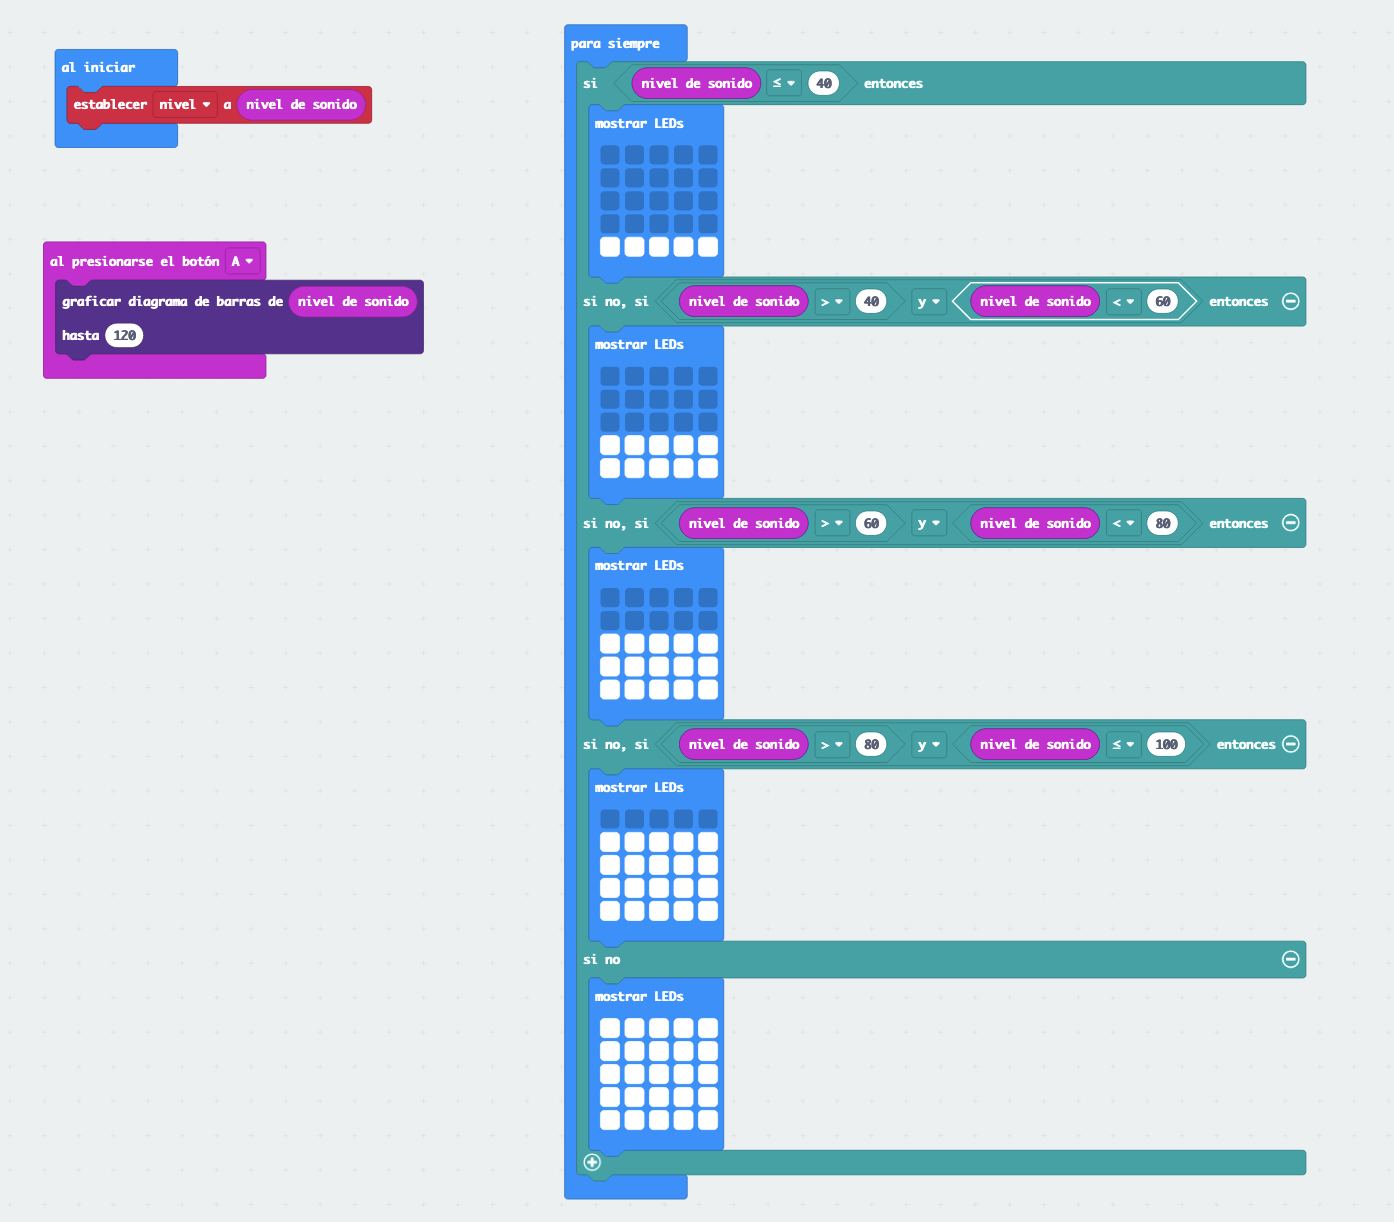 al iniciar
establecer nivel a nivel de sonido
al presionarse el botón A
graficar diagrama de barras de nivel de sonido
hasta 120
para siempre
si nivel de sonido ≤ 40 entonces
mostrar LEDs
si no, si nivel de sonido > 40 y nivel de sonido < 60 entonces
mostrar LEDs
si no, si nivel de sonido > 60 y nivel de sonido < 80 entonces
mostrar LEDs
si no, si nivel de sonido > 80 y nivel de sonido ≤ 100 entonces
mostrar LEDs
si no
mostrar LEDs